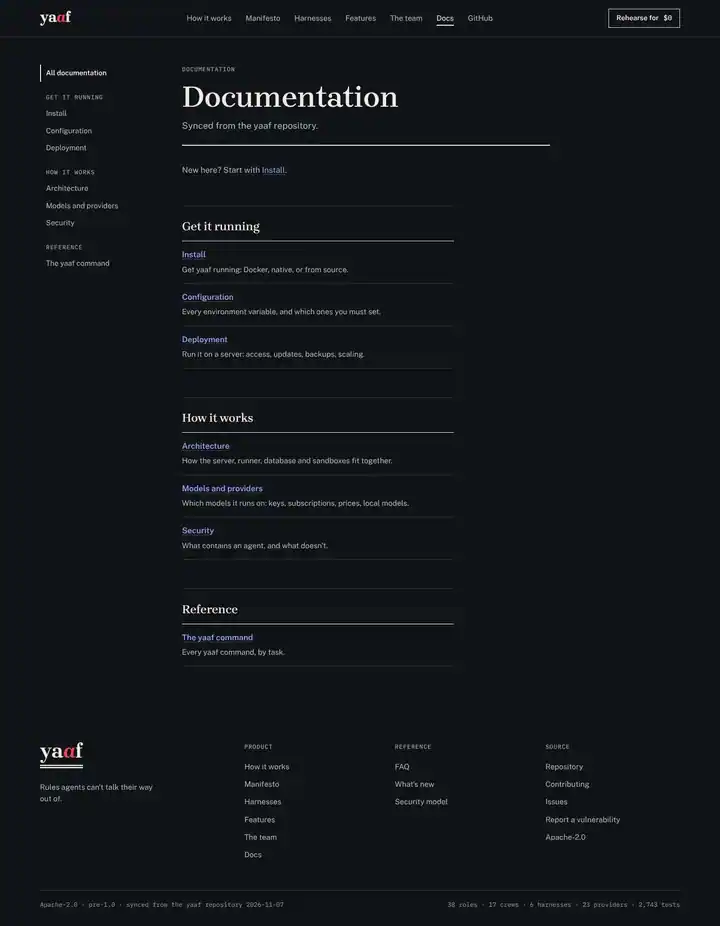 yaaf
How it works
Manifesto
Harnesses
Features
The team
Docs
GitHub
Rehearse for $0
All documentation
GET IT RUNNING
Install
Configuration
Deployment
HOW IT WORKS
Architecture
Models and providers
Security
REFERENCE
The yaaf command
DOCUMENTATION
Documentation
Synced from the yaaf repository.
New here? Start with Install.
Get it running
Install
Get yaaf running: Docker, native, or from source.
Configuration
Every environment variable, and which ones you must set.
Deployment
Run it on a server: access, updates, backups, scaling.
How it works
Architecture
How the server, runner, database and sandboxes fit together.
Models and providers
Which models it runs on: keys, subscriptions, prices, local models.
Security
What contains an agent, and what doesn't.
Reference
The yaaf command
Every yaaf command, by task.
yaaf
Rules agents can't talk their way
out of.
PRODUCT
How it works
Manifesto
Harnesses
Features
The team
Docs
REFERENCE
FAQ
What's new
Security model
SOURCE
Repository
Contributing
Issues
Report a vulnerability
Apache-2.0
Apache-2.0 · pre-1.0 · synced from the yaaf repository 2026-11-07
38 roles · 17 crews · 6 harnesses · 23 providers · 2,743 tests